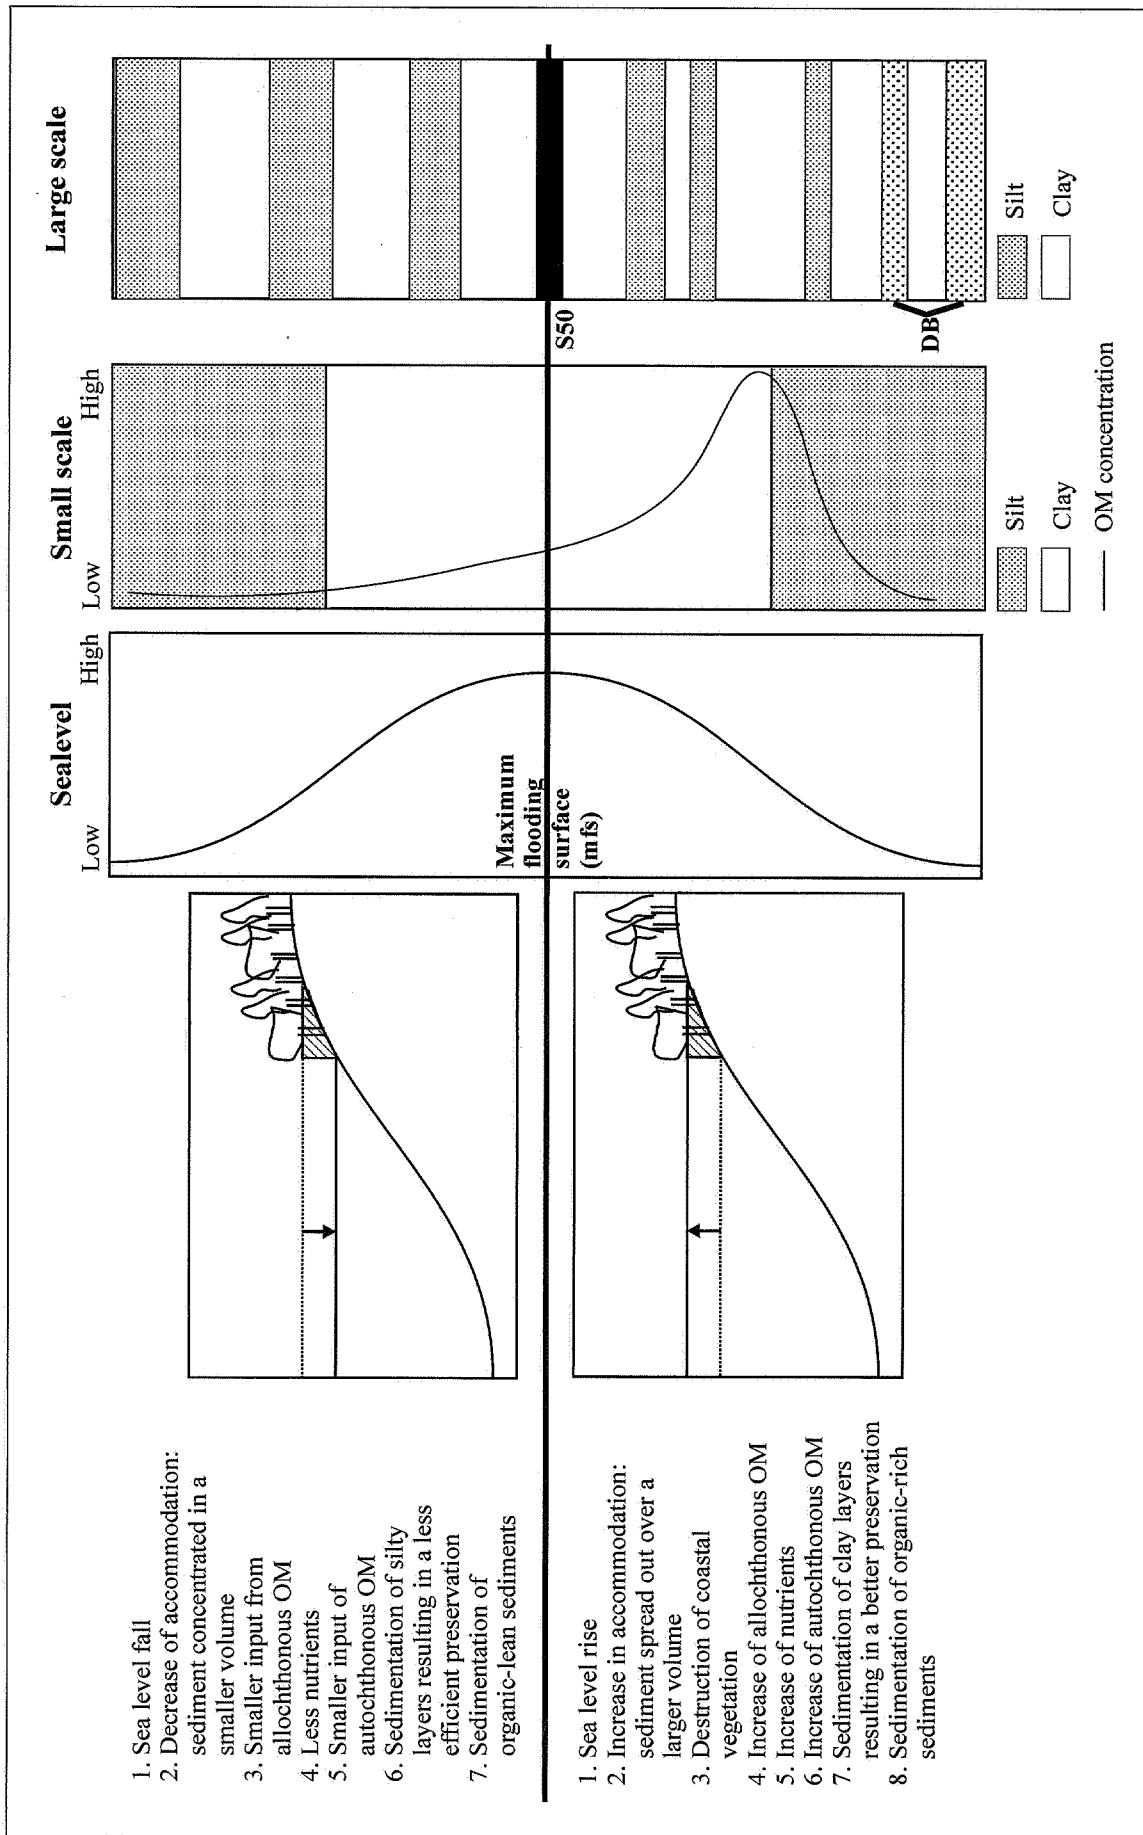 Sealevel
Low
High
Small scale
Low
High
Large scale
1. Sea level fall
2. Decrease of accommodation:
sediment concentrated in a
smaller volume
3. Smaller input from
allochthonous OM
4. Less nutrients
5. Smaller input of
autochthonous OM
6. Sedimentation of silty
layers resulting in a less
efficient preservation
7. Sedimentation of
organic-lean sediments
Maximum
flooding
surface
(mfs)
S50
1. Sea level rise
2. Increase in accommodation:
sediment spread out over a
larger volume
3. Destruction of coastal
vegetation
4. Increase of allochthonous OM
5. Increase of nutrients
6. Increase of autochthonous OM
7. Sedimentation of clay layers
resulting in a better preservation
8. Sedimentation of organic-rich
sediments
DB
Silt
Clay
OM concentration
Silt
Clay